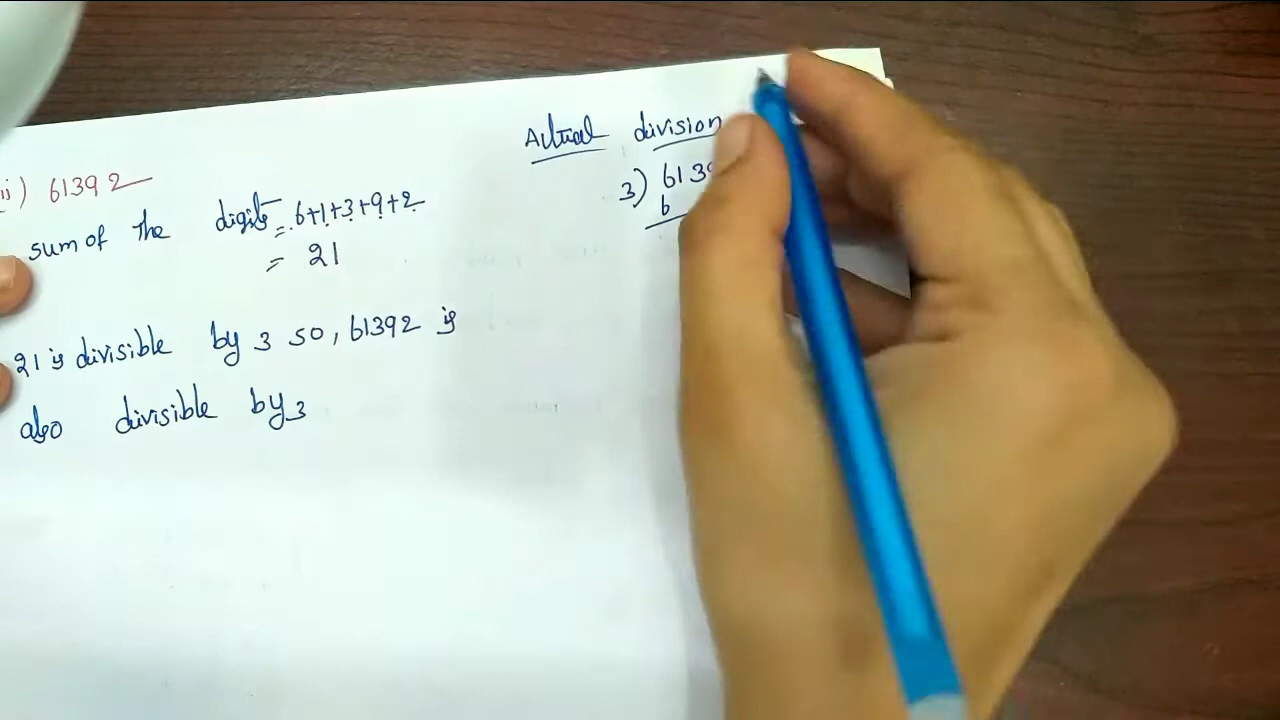 ii) 61392
sum of the digits = 6+1+3+9+2
= 21
21 is divisible by 3 so, 61392 is
also divisible by 3
Actual division
3) 6139
6